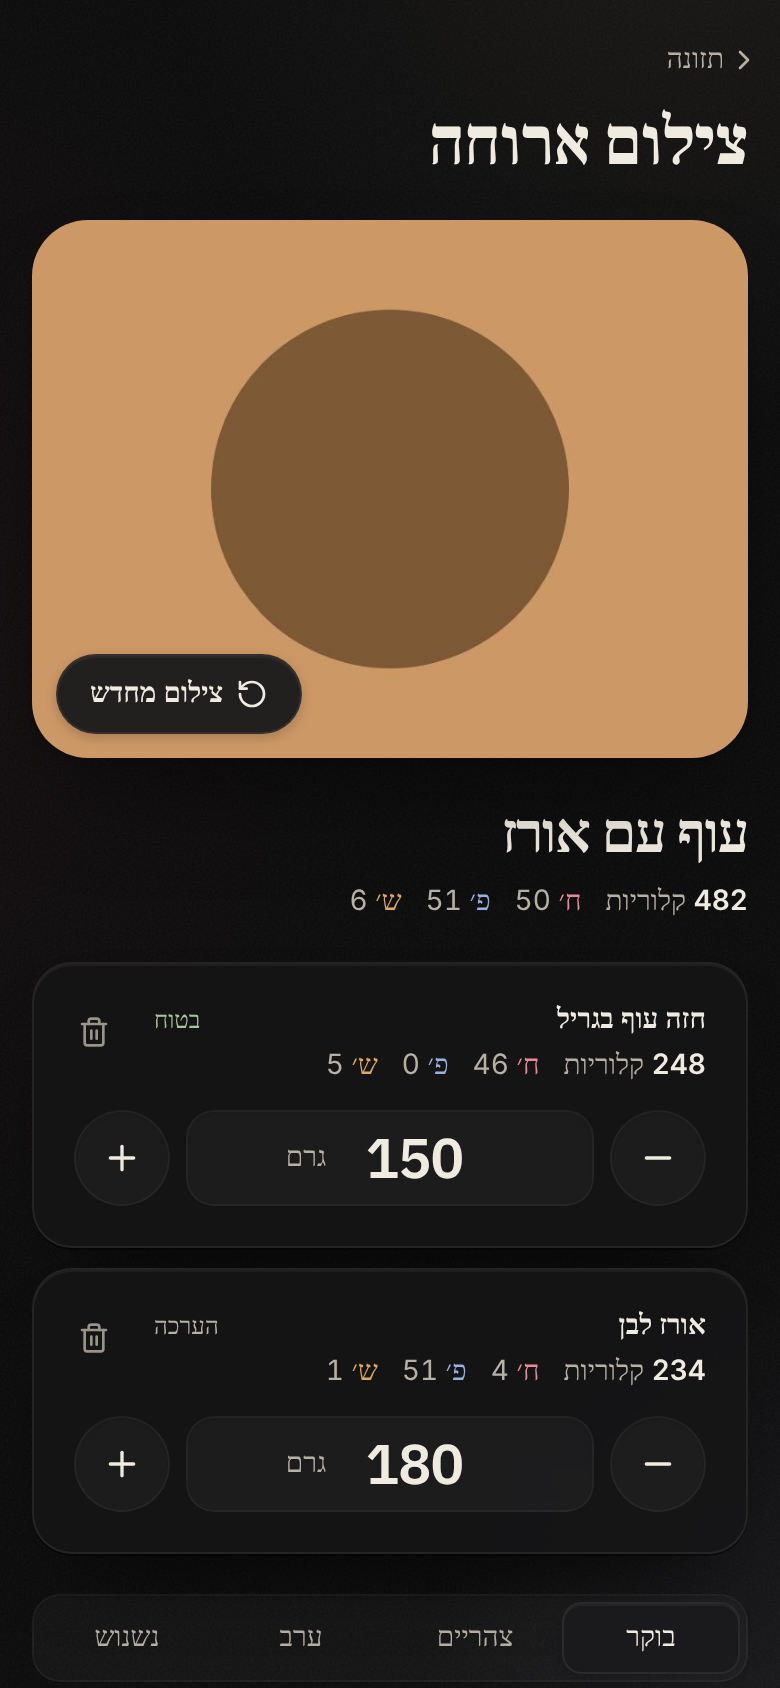 תזונה
צילום ארוחה
צילום מחדש
עוף עם אורז
482 קלוריות ח׳ 50 פ׳ 51 ש׳ 6
חזה עוף בגריל בטוח
248 קלוריות ח׳ 46 פ׳ 0 ש׳ 5
150 גרם
אורז לבן הערכה
234 קלוריות ח׳ 4 פ׳ 51 ש׳ 1
180 גרם
בוקר צהריים ערב נשנוש